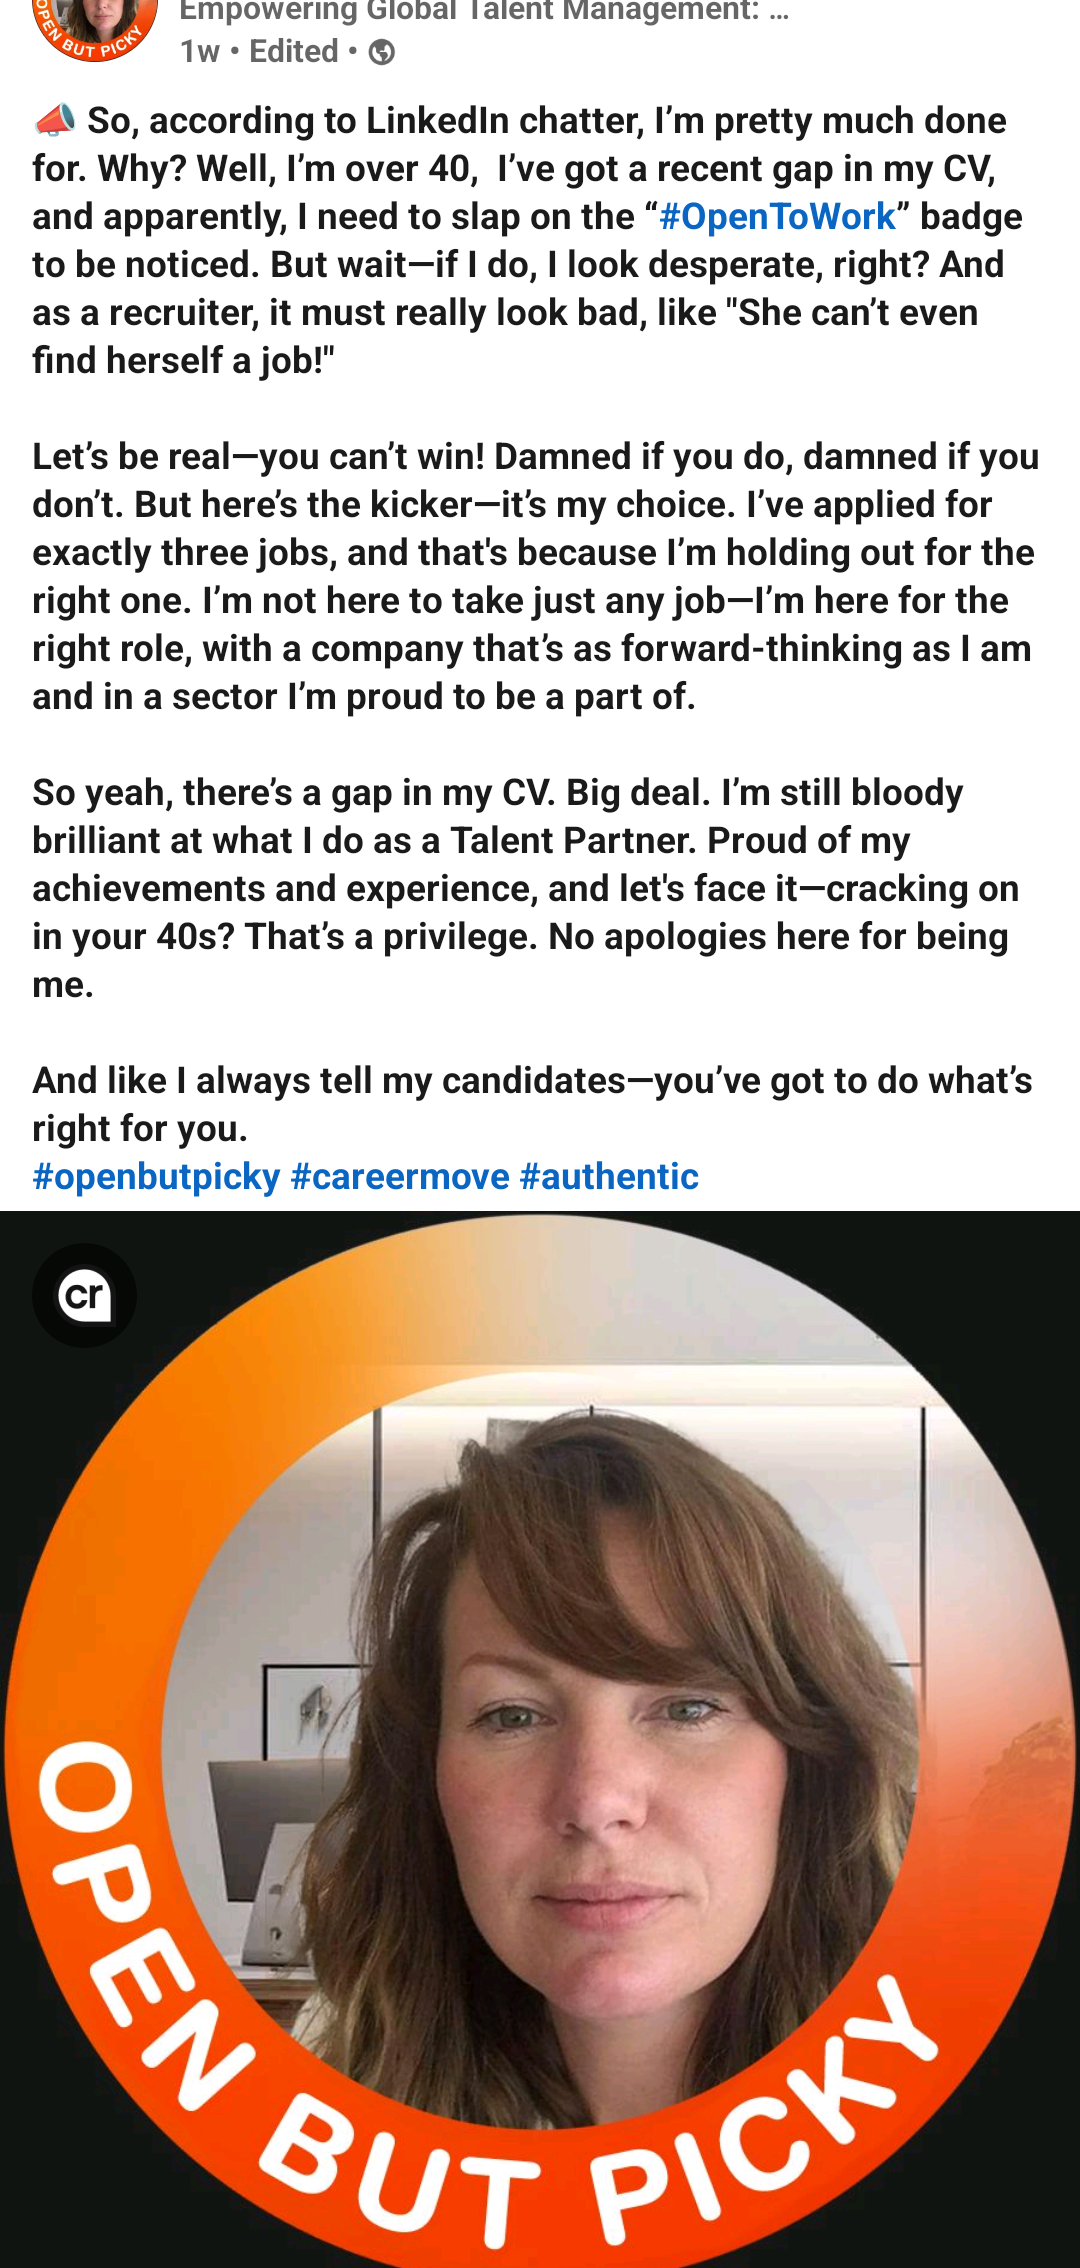 OPEN BUT PICKY
Empowering Global Talent Management: ...
1w • Edited •
📣 So, according to LinkedIn chatter, I’m pretty much done
for. Why? Well, I’m over 40,  I’ve got a recent gap in my CV,
and apparently, I need to slap on the “#OpenToWork” badge
to be noticed. But wait—if I do, I look desperate, right? And
as a recruiter, it must really look bad, like "She can’t even
find herself a job!"
Let’s be real—you can’t win! Damned if you do, damned if you
don’t. But here’s the kicker—it’s my choice. I’ve applied for
exactly three jobs, and that's because I’m holding out for the
right one. I’m not here to take just any job—I’m here for the
right role, with a company that’s as forward-thinking as I am
and in a sector I’m proud to be a part of.
So yeah, there’s a gap in my CV. Big deal. I’m still bloody
brilliant at what I do as a Talent Partner. Proud of my
achievements and experience, and let's face it—cracking on
in your 40s? That’s a privilege. No apologies here for being
me.
And like I always tell my candidates—you’ve got to do what’s
right for you.
#openbutpicky #careermove #authentic
cr
OPEN BUT PICKY